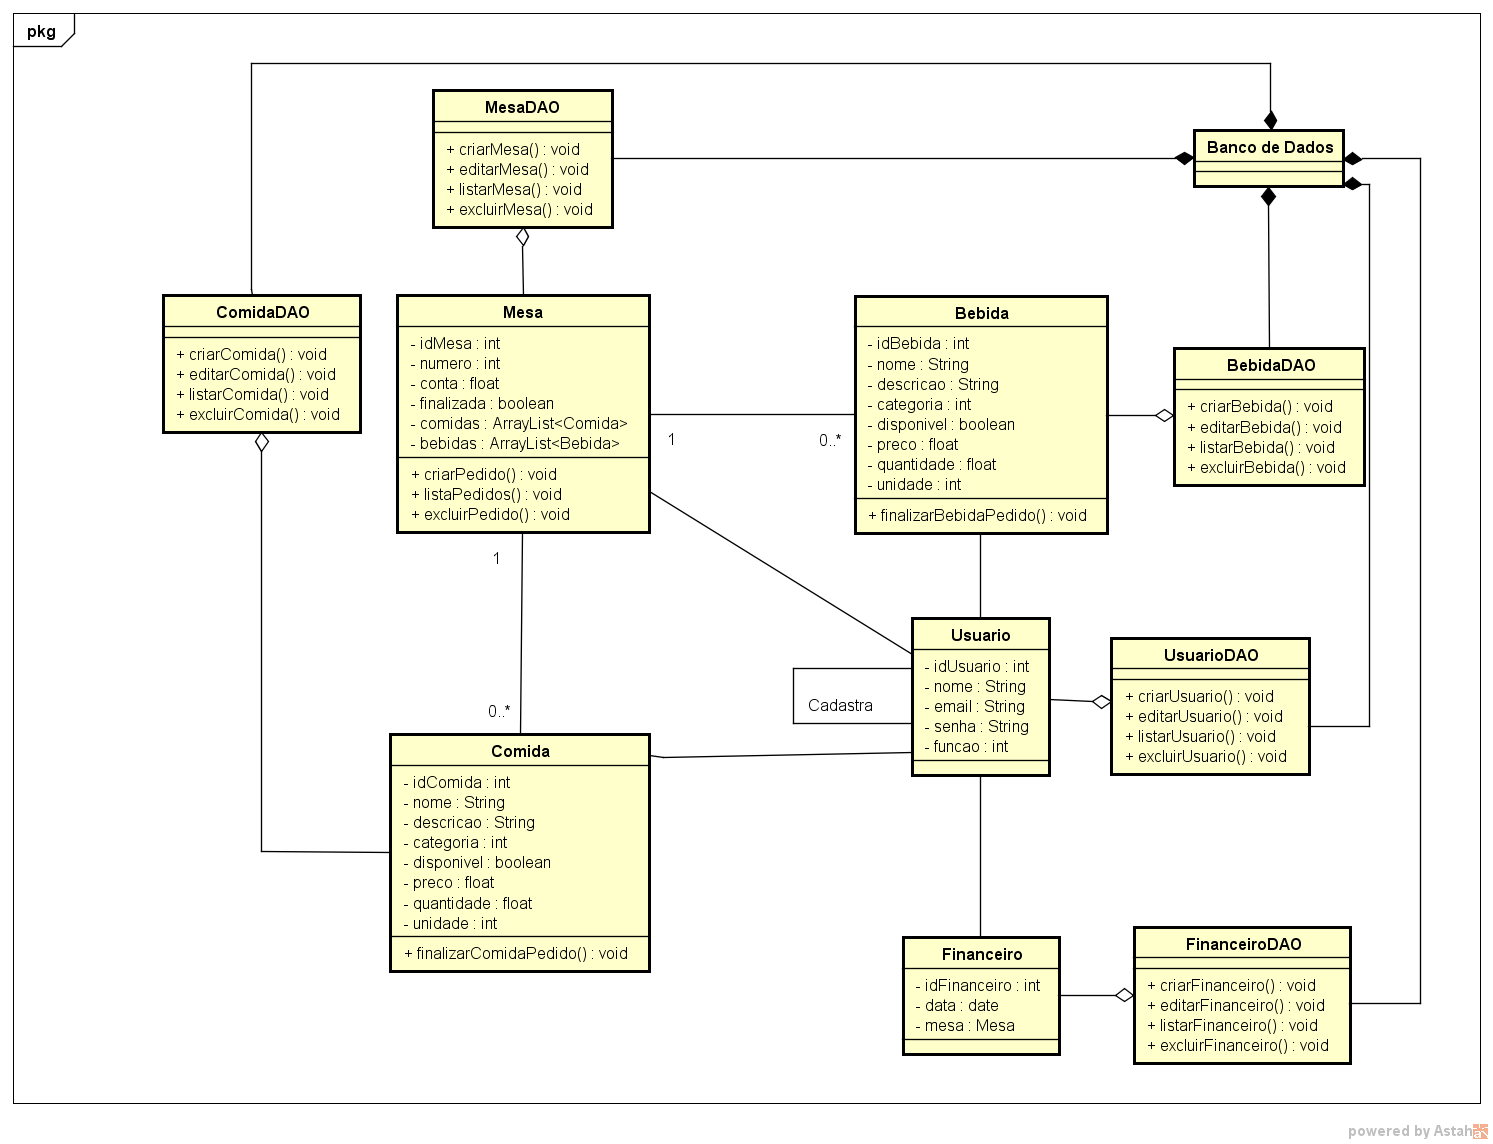 pkg
MesaDAO
+ criarMesa() : void
+ editarMesa() : void
+ listarMesa() : void
+ excluirMesa() : void
Banco de Dados
ComidaDAO
+ criarComida() : void
+ editarComida() : void
+ listarComida() : void
+ excluirComida() : void
Mesa
- idMesa : int
- numero : int
- conta : float
- finalizada : boolean
- comidas : ArrayList<Comida>
- bebidas : ArrayList<Bebida>
+ criarPedido() : void
+ listaPedidos() : void
+ excluirPedido() : void
1
0..*
Bebida
- idBebida : int
- nome : String
- descricao : String
- categoria : int
- disponivel : boolean
- preco : float
- quantidade : float
- unidade : int
+ finalizarBebidaPedido() : void
BebidaDAO
+ criarBebida() : void
+ editarBebida() : void
+ listarBebida() : void
+ excluirBebida() : void
1
0..*
Usuario
- idUsuario : int
- nome : String
- email : String
- senha : String
- funcao : int
Cadastra
UsuarioDAO
+ criarUsuario() : void
+ editarUsuario() : void
+ listarUsuario() : void
+ excluirUsuario() : void
Comida
- idComida : int
- nome : String
- descricao : String
- categoria : int
- disponivel : boolean
- preco : float
- quantidade : float
- unidade : int
+ finalizarComidaPedido() : void
Financeiro
- idFinanceiro : int
- data : date
- mesa : Mesa
FinanceiroDAO
+ criarFinanceiro() : void
+ editarFinanceiro() : void
+ listarFinanceiro() : void
+ excluirFinanceiro() : void
powered by Astah